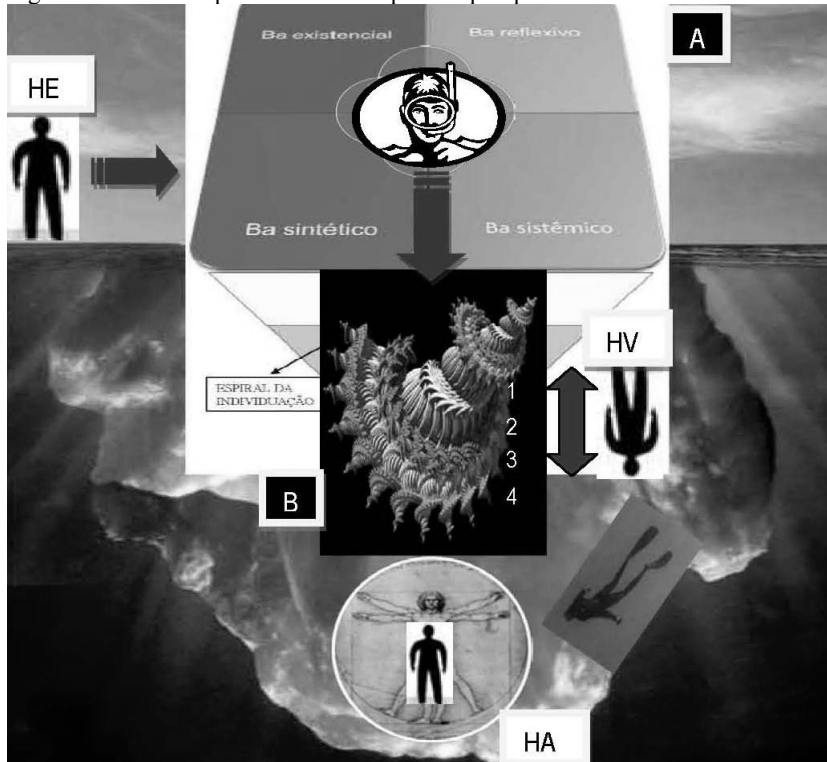 Ba existencial
Ba reflexivo
A
HE
Ba sintético
Ba sistêmico
HV
ESPIRAL DA
INDIVIDUAÇÃO
1
2
3
4
B
HA